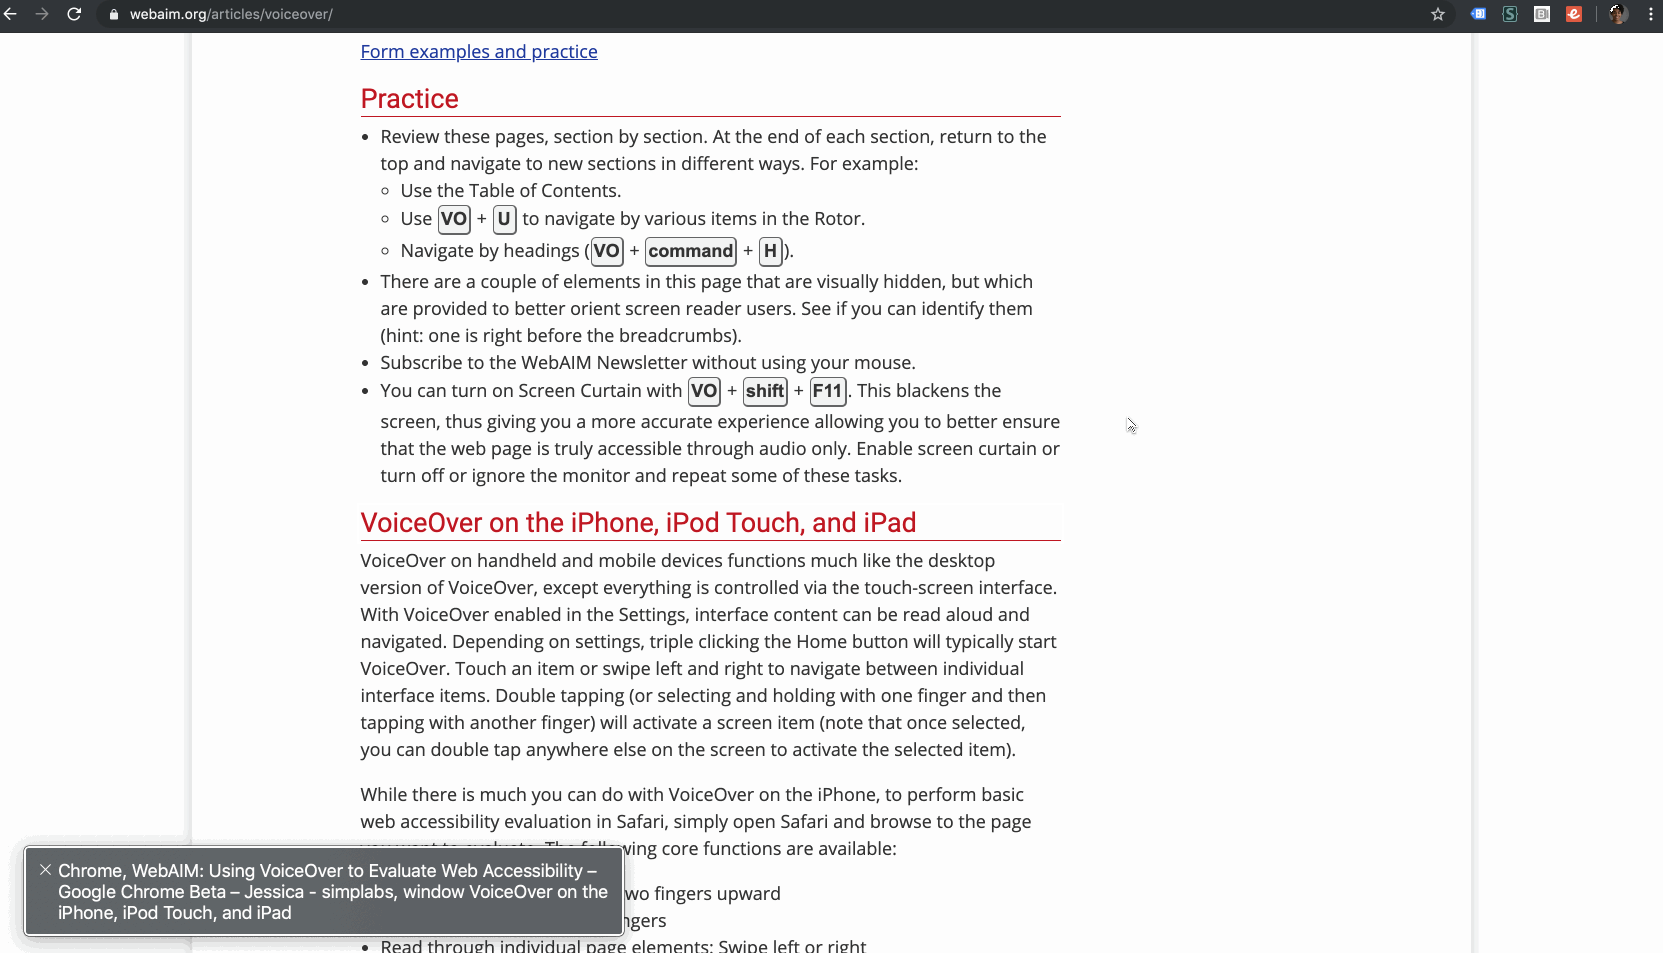 webaim.org/articles/voiceover/
Form examples and practice
Practice
Review these pages, section by section. At the end of each section, return to the
top and navigate to new sections in different ways. For example:
Use the Table of Contents.
Use VO + U to navigate by various items in the Rotor.
Navigate by headings (VO + command + H).
There are a couple of elements in this page that are visually hidden, but which
are provided to better orient screen reader users. See if you can identify them
(hint: one is right before the breadcrumbs).
Subscribe to the WebAIM Newsletter without using your mouse.
You can turn on Screen Curtain with VO + shift + F11. This blackens the
screen, thus giving you a more accurate experience allowing you to better ensure
that the web page is truly accessible through audio only. Enable screen curtain or
turn off or ignore the monitor and repeat some of these tasks.
VoiceOver on the iPhone, iPod Touch, and iPad
VoiceOver on handheld and mobile devices functions much like the desktop
version of VoiceOver, except everything is controlled via the touch-screen interface.
With VoiceOver enabled in the Settings, interface content can be read aloud and
navigated. Depending on settings, triple clicking the Home button will typically start
VoiceOver. Touch an item or swipe left and right to navigate between individual
interface items. Double tapping (or selecting and holding with one finger and then
tapping with another finger) will activate a screen item (note that once selected,
you can double tap anywhere else on the screen to activate the selected item).
While there is much you can do with VoiceOver on the iPhone, to perform basic
web accessibility evaluation in Safari, simply open Safari and browse to the page
core functions are available:
fingers upward
Read through individual page elements: Swipe left or right
Chrome, WebAIM: Using VoiceOver to Evaluate Web Accessibility –
Google Chrome Beta – Jessica - simplabs, window VoiceOver on the
iPhone, iPod Touch, and iPad